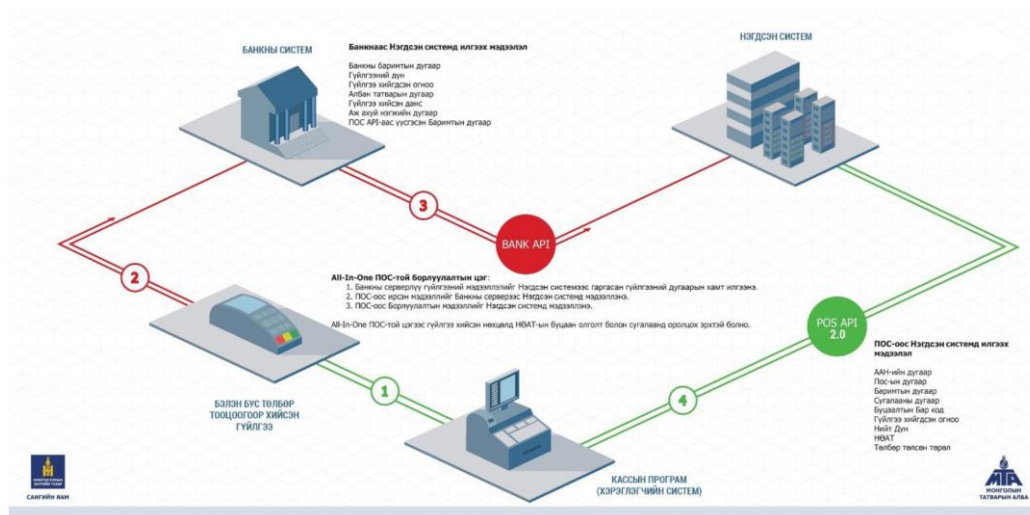 БАНКНЫ СИСТЕМ
Банкнаас Нэгдсэн системд илгээх мэдээлэл
Банкны баримтын дугаар
Гүйлгээний дүн
Гүйлгээ хийгдсэн огноо
Албан татварын дугаар
Гүйлгээ хийсэн данс
Аж ахуй нэгжийн дугаар
ПОС API-аас үүсгэсэн Баримтын дугаар
НЭГДСЭН СИСТЕМ
3
BANK API
2
All-In-One ПОС-той борлуулалтын цэг:
1. Банкны серверлүү гүйлгээний мэдээллэлийг Нэгдсэн системээс гаргасан гүйлгээний дугаарын хамт илгээнэ.
2. ПОС-оос ирсэн мэдээллийг Банкны серверээс Нэгдсэн системд мэдээллэнэ.
3. ПОС-оос Борлуулалтын мэдээллийг Нэгдсэн системд мэдээллэнэ.
All-In-One ПОС-той цэгээс гүйлгээ хийсэн нөхцөлд НӨАТ-ын буцаан олголт болон сугалаанд оролцох эрхтэй болно.
POS API
2.0
ПОС-оос Нэгдсэн системд илгээх
мэдээлэл
ААН-ийн дугаар
Пос-ын дугаар
Баримтын дугаар
Сугалааны дугаар
Буцаалтын Бар код
Гүйлгээ хийгдсэн огноо
Нийт Дүн
НӨАТ
Төлбөр төлсөн төрөл
БЭЛЭН БУС ТӨЛБӨР
ТООЦООГООР ХИЙСЭН
ГҮЙЛГЭЭ
1
4
КАССЫН ПРОГРАМ
(ХЭРЭГЛЭГЧИЙН СИСТЕМ)
САНГИЙН ЯАМ
МТА
МОНГОЛЫН
ТАТВАРЫН АЛБА